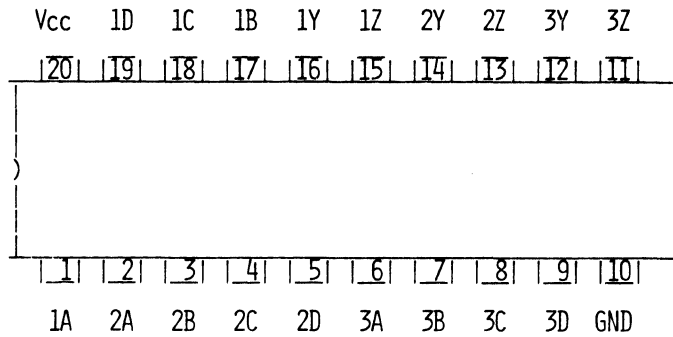 Vcc 1D 1C 1B 1Y 1Z 2Y 2Z 3Y 3Z
20 19 18 17 16 15 14 13 12 11
1 2 3 4 5 6 7 8 9 10
1A 2A 2B 2C 2D 3A 3B 3C 3D GND